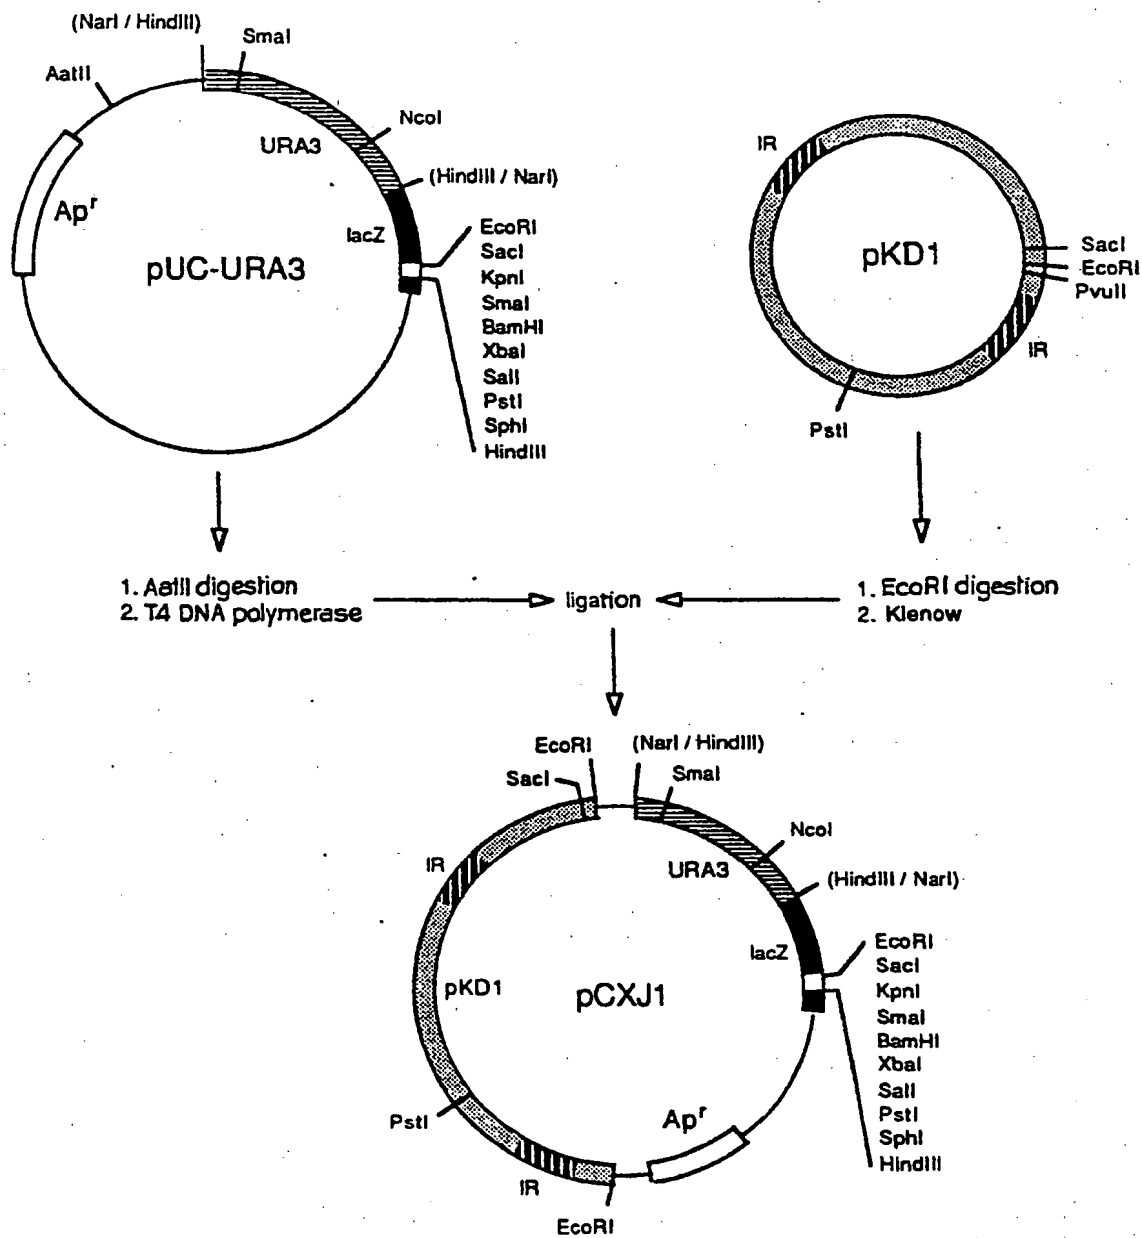 (NarI / HindIII)
SmaI
AatII
NcoI
URA3
(HindIII / NarI)
Apr
lacZ
pUC-URA3
EcoRI
SacI
KpnI
SmaI
BamHI
XbaI
SalI
PstI
SphI
HindIII
IR
pKD1
SacI
EcoRI
PvuII
IR
PstI
1. AatII digestion
2. T4 DNA polymerase
ligation
1. EcoRI digestion
2. Klenow
EcoRI
(NarI / HindIII)
SacI
SmaI
NcoI
IR
URA3
(HindIII / NarI)
lacZ
pKD1
pCXJ1
EcoRI
SacI
KpnI
SmaI
BamHI
XbaI
SalI
PstI
SphI
HindIII
PstI
Apr
IR
EcoRI